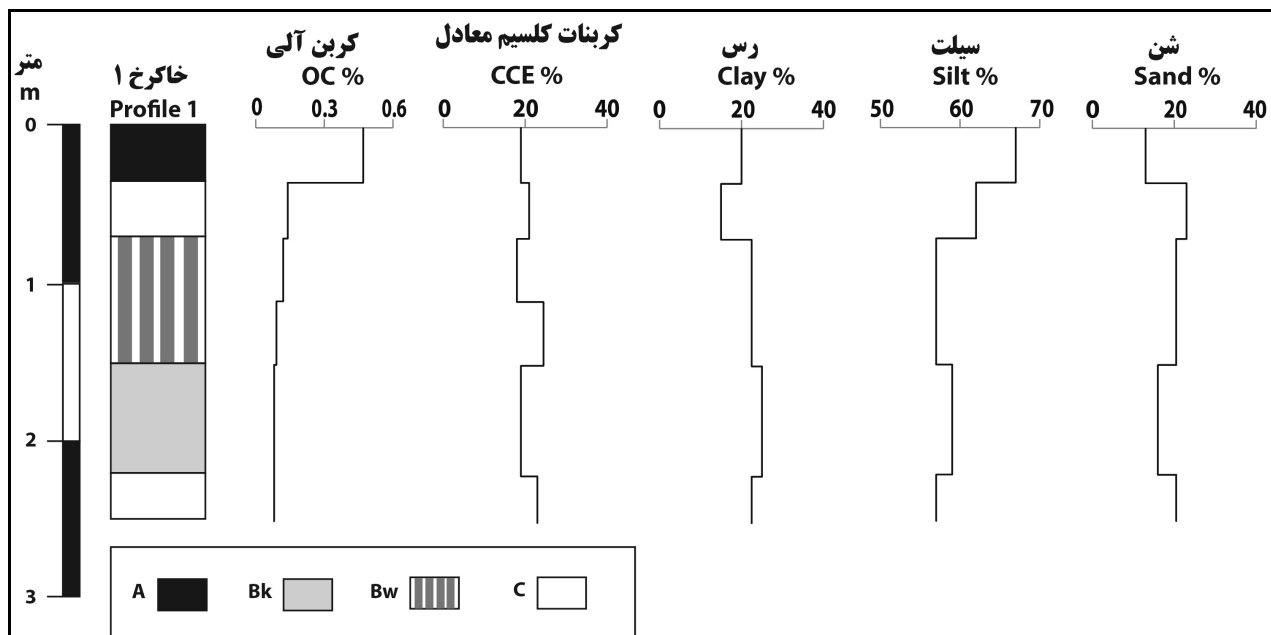 متر
m
خاکرخ ۱
Profile 1
کربن آلی
OC %
کربنات کلسیم معادل
CCE %
رس
Clay %
سیلت
Silt %
شن
Sand %
0 0.3 0.6
0 20 40
0 20 40
50 60 70
0 20 40
0
1
2
3
A Bk Bw C